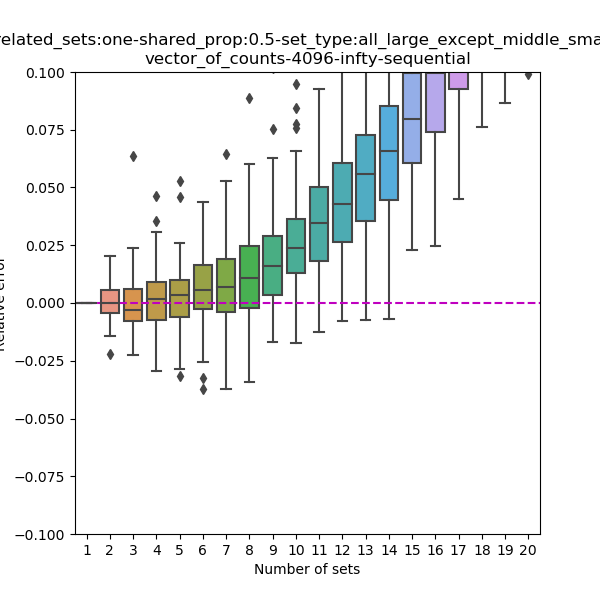 related_sets:one-shared_prop:0.5-set_type:all_large_except_middle_sma
vector_of_counts-4096-infty-sequential
0.100
0.075
0.050
0.025
0.000
−0.025
−0.050
−0.075
−0.100
Relative error
1 2 3 4 5 6 7 8 9 10 11 12 13 14 15 16 17 18 19 20
Number of sets